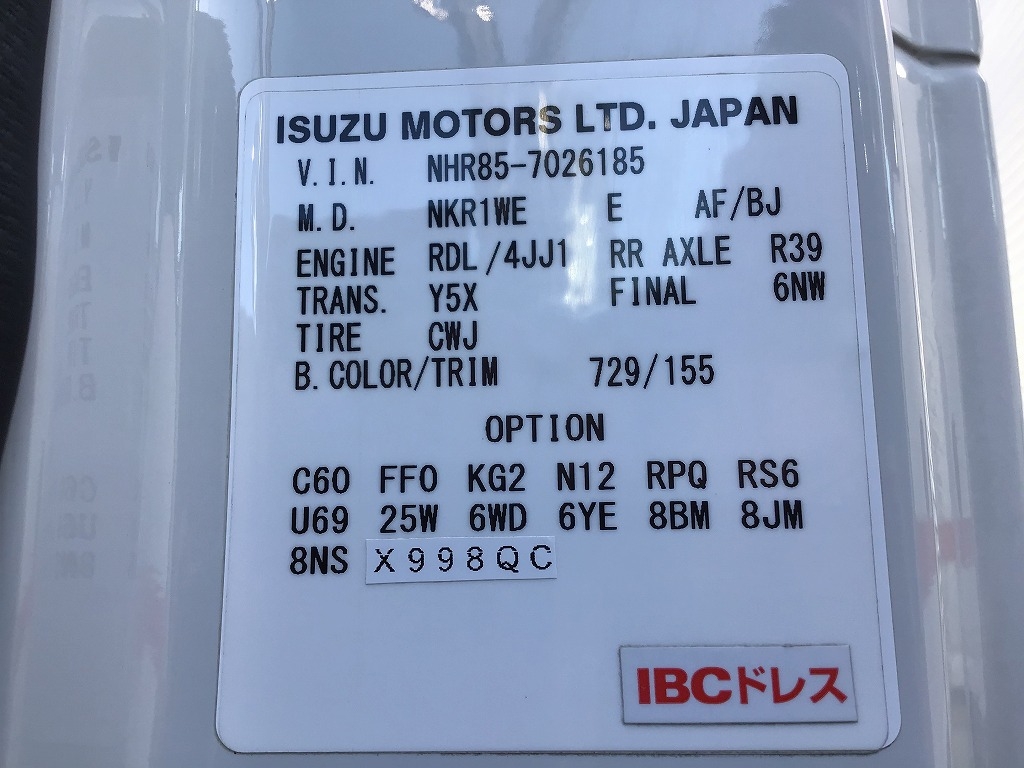 ISUZU MOTORS LTD. JAPAN
V.I.N. NHR85-7026185
M.D. NKR1WE E AF/BJ
ENGINE RDL/4JJ1 RR AXLE R39
TRANS. Y5X FINAL 6NW
TIRE CWJ
B.COLOR/TRIM 729/155
OPTION
C60 FF0 KG2 N12 RPQ RS6
U69 25W 6WD 6YE 8BM 8JM
8NS X998QC
IBCドレス